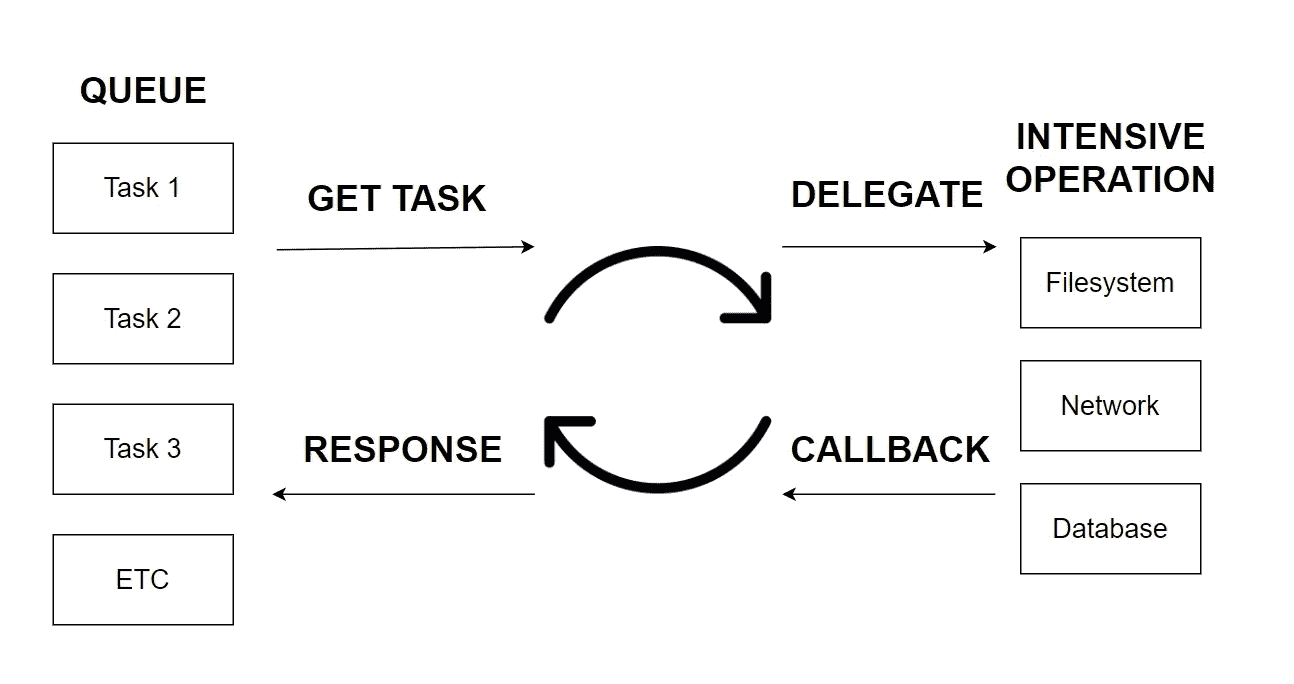 QUEUE
Task 1
Task 2
Task 3
ETC
GET TASK
RESPONSE
DELEGATE
CALLBACK
INTENSIVE
OPERATION
Filesystem
Network
Database